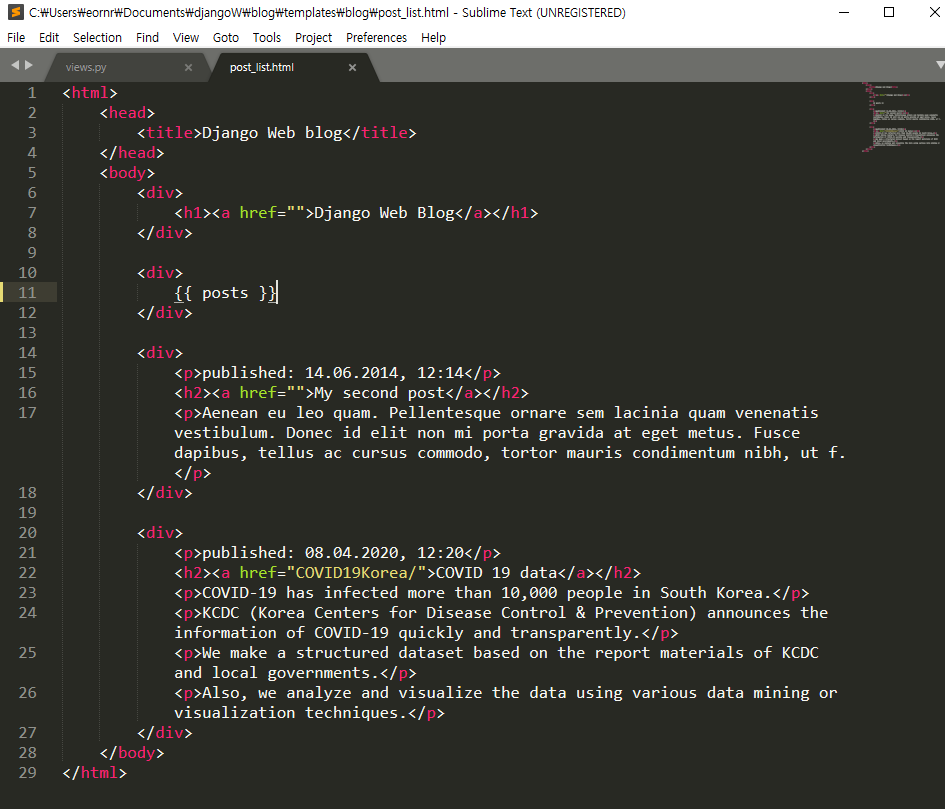 C:₩Users₩eornr₩Documents₩djangoW₩blog₩templates₩blog₩post_list.html - Sublime Text (UNREGISTERED)
File Edit Selection Find View Goto Tools Project Preferences Help
views.py × post_list.html ×
1 <html>
2 <head>
3 <title>Django Web blog</title>
4 </head>
5 <body>
6 <div>
7 <h1><a href="">Django Web Blog</a></h1>
8 </div>
9
10 <div>
11 {{ posts }}
12 </div>
13
14 <div>
15 <p>published: 14.06.2014, 12:14</p>
16 <h2><a href="">My second post</a></h2>
17 <p>Aenean eu leo quam. Pellentesque ornare sem lacinia quam venenatis
vestibulum. Donec id elit non mi porta gravida at eget metus. Fusce
dapibus, tellus ac cursus commodo, tortor mauris condimentum nibh, ut f.
</p>
18 </div>
19
20 <div>
21 <p>published: 08.04.2020, 12:20</p>
22 <h2><a href="COVID19Korea/">COVID 19 data</a></h2>
23 <p>COVID-19 has infected more than 10,000 people in South Korea.</p>
24 <p>KCDC (Korea Centers for Disease Control & Prevention) announces the
information of COVID-19 quickly and transparently.</p>
25 <p>We make a structured dataset based on the report materials of KCDC
and local governments.</p>
26 <p>Also, we analyze and visualize the data using various data mining or
visualization techniques.</p>
27 </div>
28 </body>
29 </html>